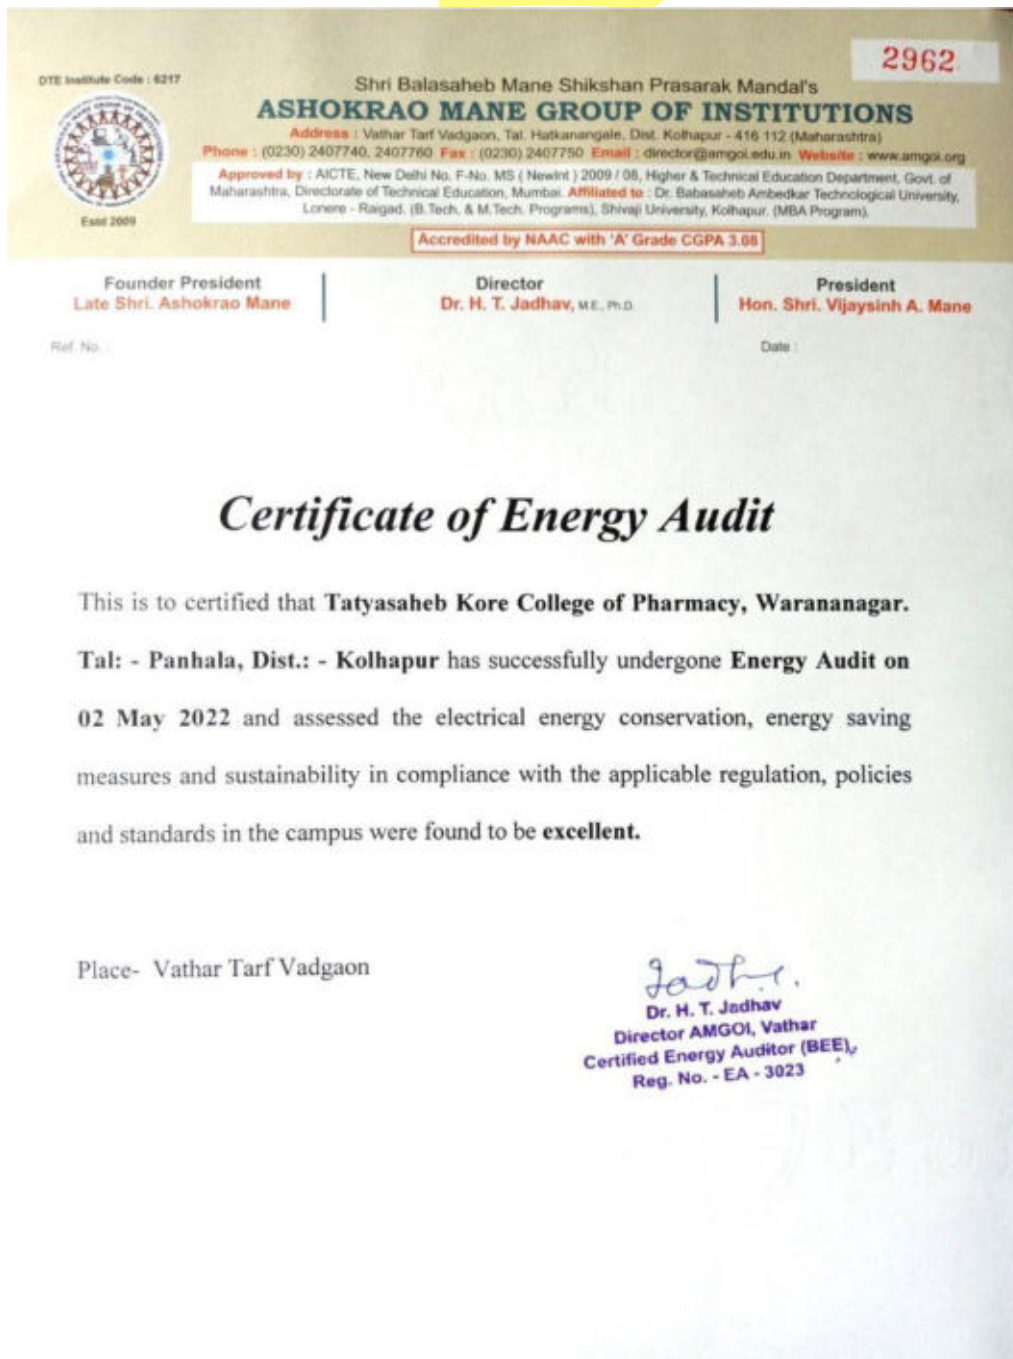 2962
DTE Institute Code : 6217
Shri Balasaheb Mane Shikshan Prasarak Mandal's
ASHOKRAO MANE GROUP OF INSTITUTIONS
Address : Vathar Tarf Vadgaon, Tal. Hatkanangale, Dist. Kolhapur - 416 112 (Maharashtra)
Phone : (0230) 2407740, 2407760 Fax : (0230) 2407750 Email : director@amgoi.edu.in Website : www.amgoi.org
Approved by : AICTE, New Delhi No. F-No. MS ( Newint ) 2009 / 08, Higher & Technical Education Department, Govt. of
Maharashtra, Directorate of Technical Education, Mumbai. Affiliated to : Dr. Babasaheb Ambedkar Technological University,
Lonere - Raigad. (B.Tech. & M.Tech. Programs), Shivaji University, Kolhapur. (MBA Program).
Estd 2009
Accredited by NAAC with 'A' Grade CGPA 3.08
Founder President
Late Shri. Ashokrao Mane
Director
Dr. H. T. Jadhav, M.E., Ph.D.
President
Hon. Shri. Vijaysinh A. Mane
Ref. No. :
Date :
Certificate of Energy Audit
This is to certified that Tatyasaheb Kore College of Pharmacy, Warananagar.
Tal: - Panhala, Dist.: - Kolhapur has successfully undergone Energy Audit on
02 May 2022 and assessed the electrical energy conservation, energy saving
measures and sustainability in compliance with the applicable regulation, policies
and standards in the campus were found to be excellent.
Place- Vathar Tarf Vadgaon
Dr. H. T. Jadhav
Director AMGOI, Vathar
Certified Energy Auditor (BEE),
Reg. No. - EA - 3023